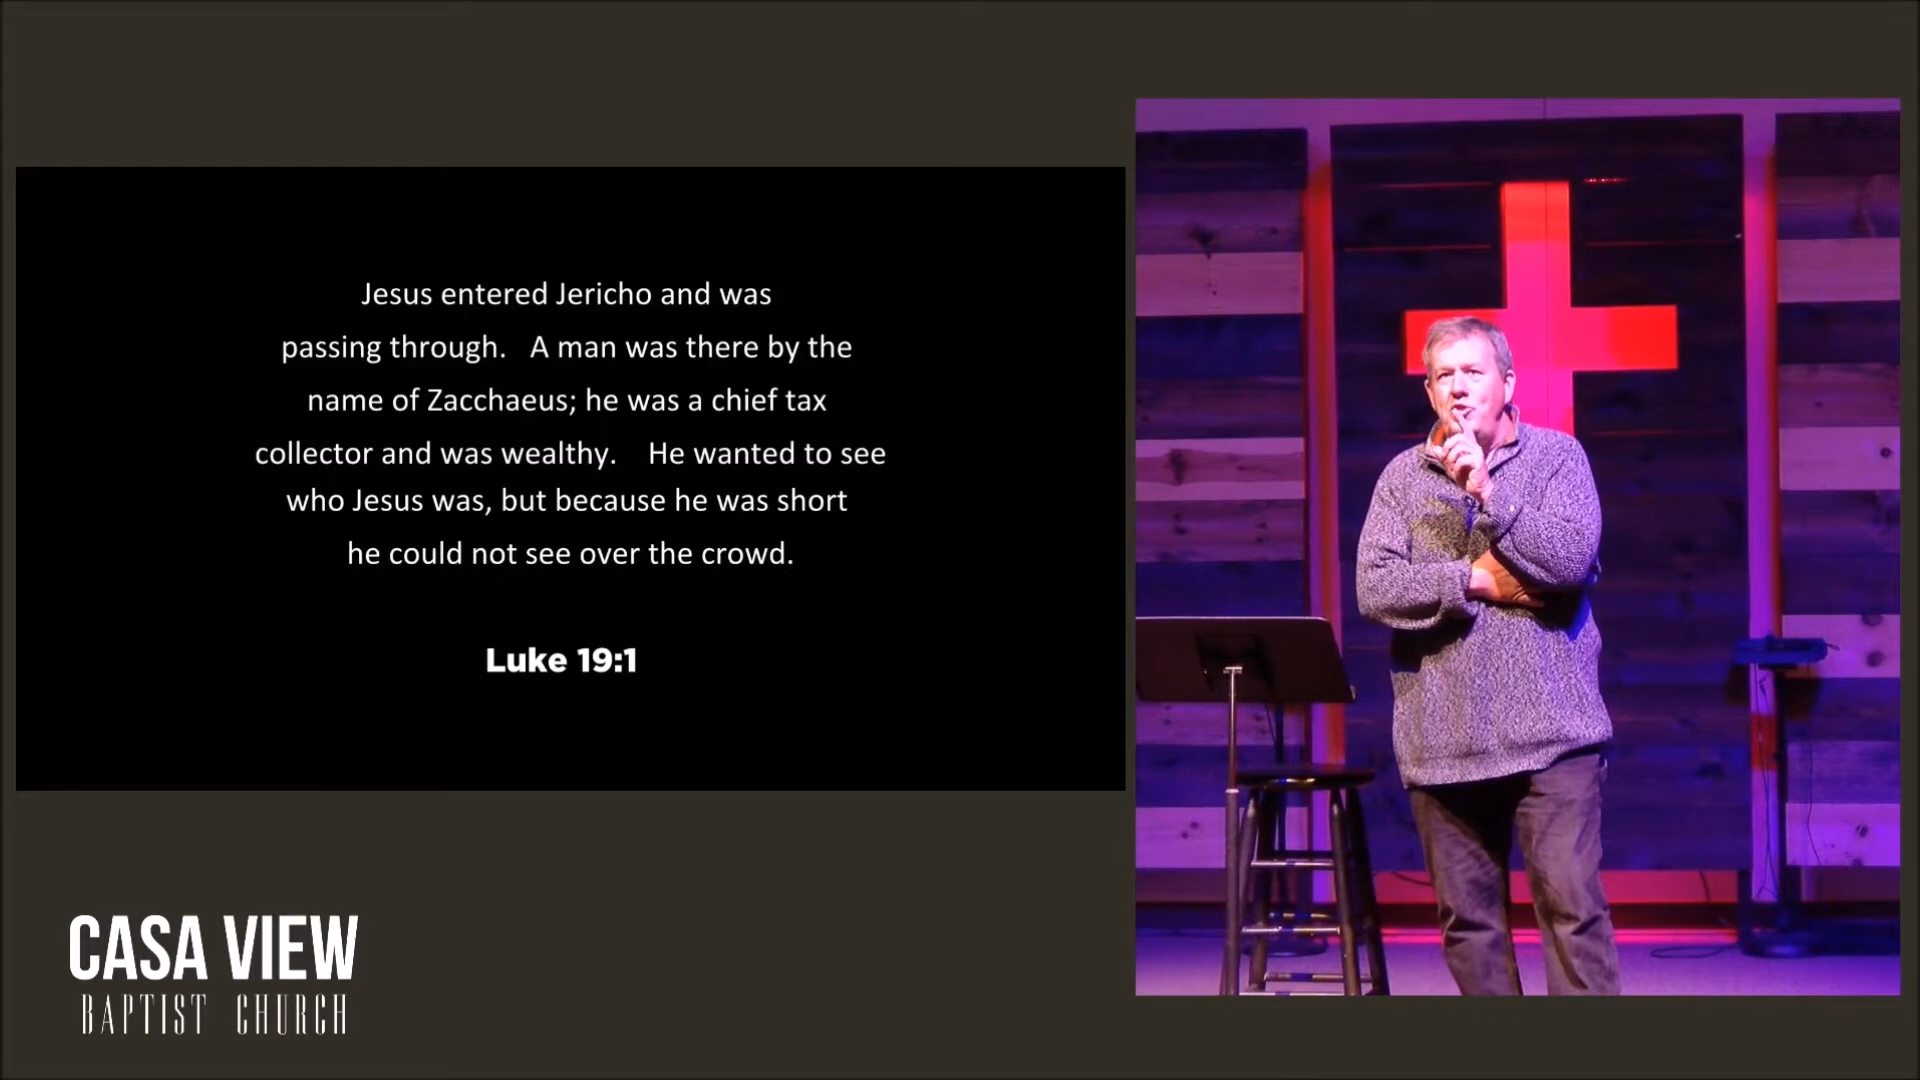 Jesus entered Jericho and was
passing through.   A man was there by the
name of Zacchaeus; he was a chief tax
collector and was wealthy.    He wanted to see
who Jesus was, but because he was short
he could not see over the crowd.
Luke 19:1
CASA VIEW
BAPTIST CHURCH